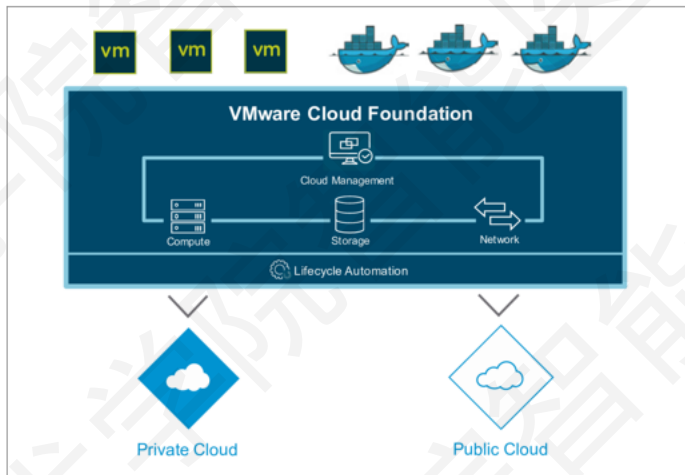 vm vm vm
VMware Cloud Foundation
Cloud Management
Compute Storage Network
Lifecycle Automation
Private Cloud Public Cloud